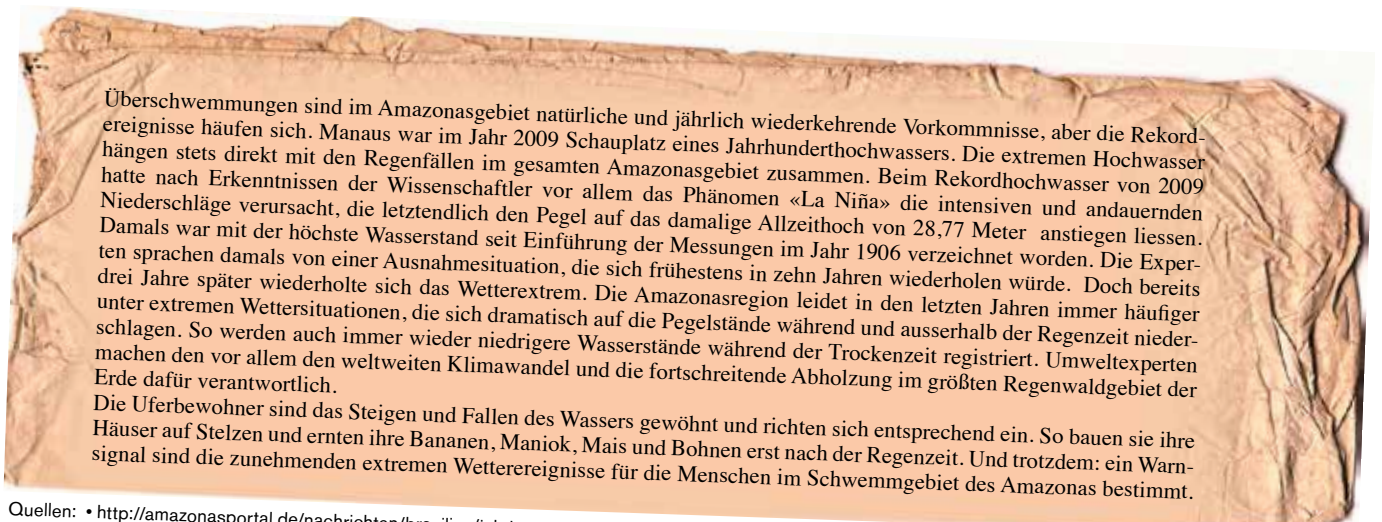 Überschwemmungen sind im Amazonasgebiet natürliche und jährlich wiederkehrende Vorkommnisse, aber die Rekord-
ereignisse häufen sich. Manaus war im Jahr 2009 Schauplatz eines Jahrhunderthochwassers. Die extremen Hochwasser
hängen stets direkt mit den Regenfällen im gesamten Amazonasgebiet zusammen. Beim Rekordhochwasser von 2009
hatte nach Erkenntnissen der Wissenschaftler vor allem das Phänomen «La Niña» die intensiven und andauernden
Niederschläge verursacht, die letztendlich den Pegel auf das damalige Allzeithoch von 28,77 Meter anstiegen liessen.
Damals war mit der höchste Wasserstand seit Einführung der Messungen im Jahr 1906 verzeichnet worden. Die Exper-
ten sprachen damals von einer Ausnahmesituation, die sich frühestens in zehn Jahren wiederholen würde. Doch bereits
drei Jahre später wiederholte sich das Wetterextrem. Die Amazonasregion leidet in den letzten Jahren immer häufiger
unter extremen Wettersituationen, die sich dramatisch auf die Pegelstände während und ausserhalb der Regenzeit nieder-
schlagen. So werden auch immer wieder niedrigere Wasserstände während der Trockenzeit registriert. Umweltexperten
machen den vor allem den weltweiten Klimawandel und die fortschreitende Abholzung im größten Regenwaldgebiet der
Erde dafür verantwortlich.
Die Uferbewohner sind das Steigen und Fallen des Wassers gewöhnt und richten sich entsprechend ein. So bauen sie ihre
Häuser auf Stelzen und ernten ihre Bananen, Maniok, Mais und Bohnen erst nach der Regenzeit. Und trotzdem: ein Warn-
signal sind die zunehmenden extremen Wetterereignisse für die Menschen im Schwemmgebiet des Amazonas bestimmt.
Quellen: •